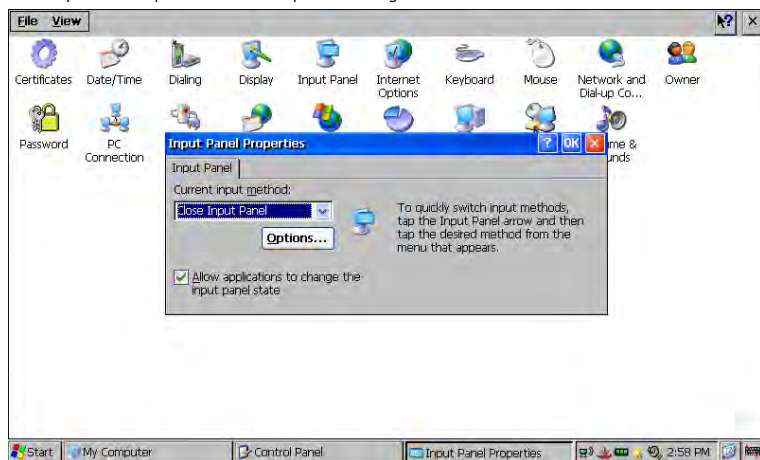 File View
Certificates Date/Time Dialing Display Input Panel Internet Options Keyboard Mouse Network and Dial-up Co... Owner
Password PC Connection
Input Panel Properties ? OK
Input Panel
Current input method:
Close Input Panel
To quickly switch input methods,
tap the Input Panel arrow and then
tap the desired method from the
menu that appears.
Options...
Allow applications to change the
input panel state
Start My Computer Control Panel Input Panel Properties 2:58 PM